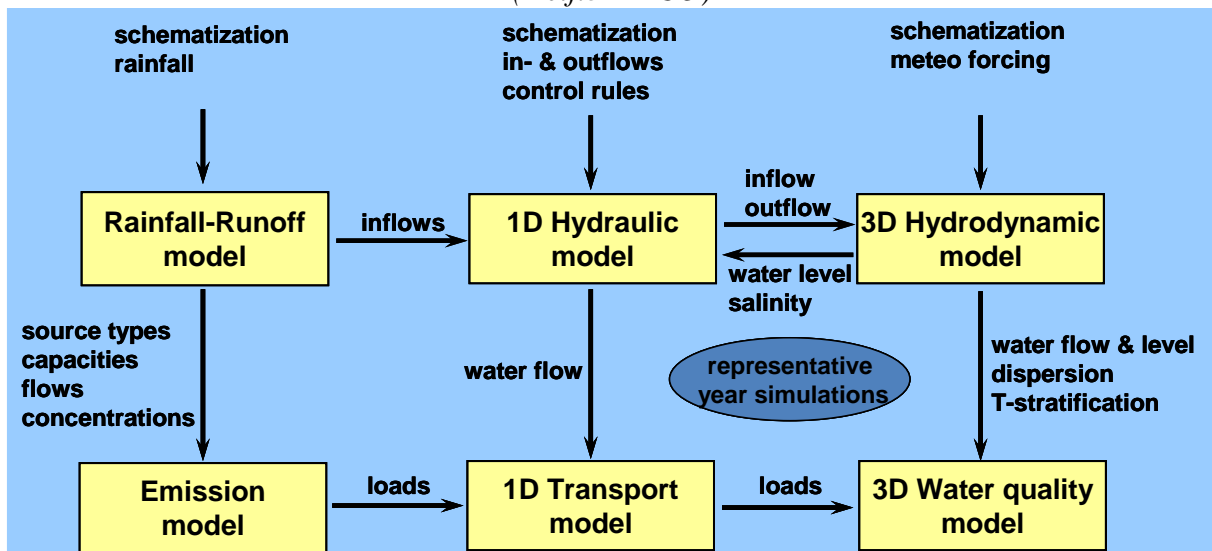 schematization
rainfall
schematization
in- & outflows
control rules
schematization
meteo forcing
Rainfall-Runoff
model
inflows
1D Hydraulic
model
inflow
outflow
water level
salinity
3D Hydrodynamic
model
source types
capacities
flows
concentrations
water flow
representative
year simulations
water flow & level
dispersion
T-stratification
Emission
model
loads
1D Transport
model
loads
3D Water quality
model